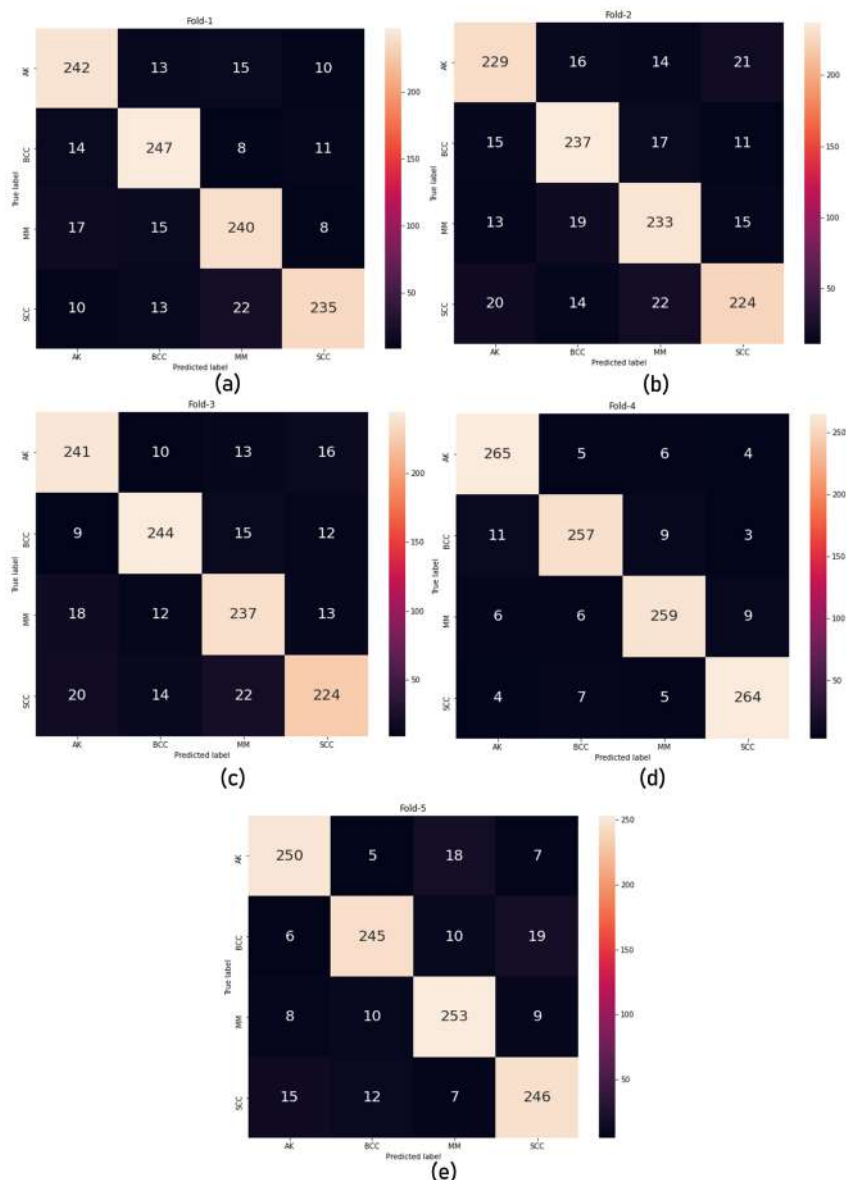 Fold-1
AK 242 13 15 10
BCC 14 247 8 11
MM 17 15 240 8
SCC 10 13 22 235
True label
AK BCC MM SCC
Predicted label
200
150
100
50
(a)
Fold-2
AK 229 16 14 21
BCC 15 237 17 11
MM 13 19 233 15
SCC 20 14 22 224
True label
AK BCC MM SCC
Predicted label
200
150
100
50
(b)
Fold-3
AK 241 10 13 16
BCC 9 244 15 12
MM 18 12 237 13
SCC 20 14 22 224
True label
AK BCC MM SCC
Predicted label
200
150
100
50
(c)
Fold-4
AK 265 5 6 4
BCC 11 257 9 3
MM 6 6 259 9
SCC 4 7 5 264
True label
AK BCC MM SCC
Predicted label
250
200
150
100
50
(d)
Fold-5
AK 250 5 18 7
BCC 6 245 10 19
MM 8 10 253 9
SCC 15 12 7 246
True label
AK BCC MM SCC
Predicted label
250
200
150
100
50
(e)